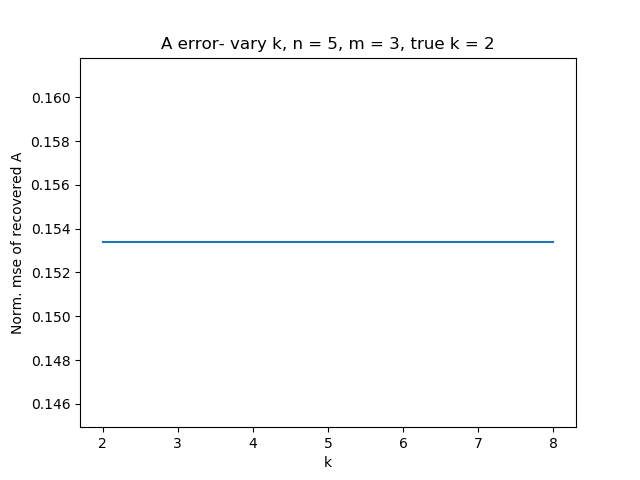 A error- vary k, n = 5, m = 3, true k = 2
Norm. mse of recovered A
0.160
0.158
0.156
0.154
0.152
0.150
0.148
0.146
2 3 4 5 6 7 8
k